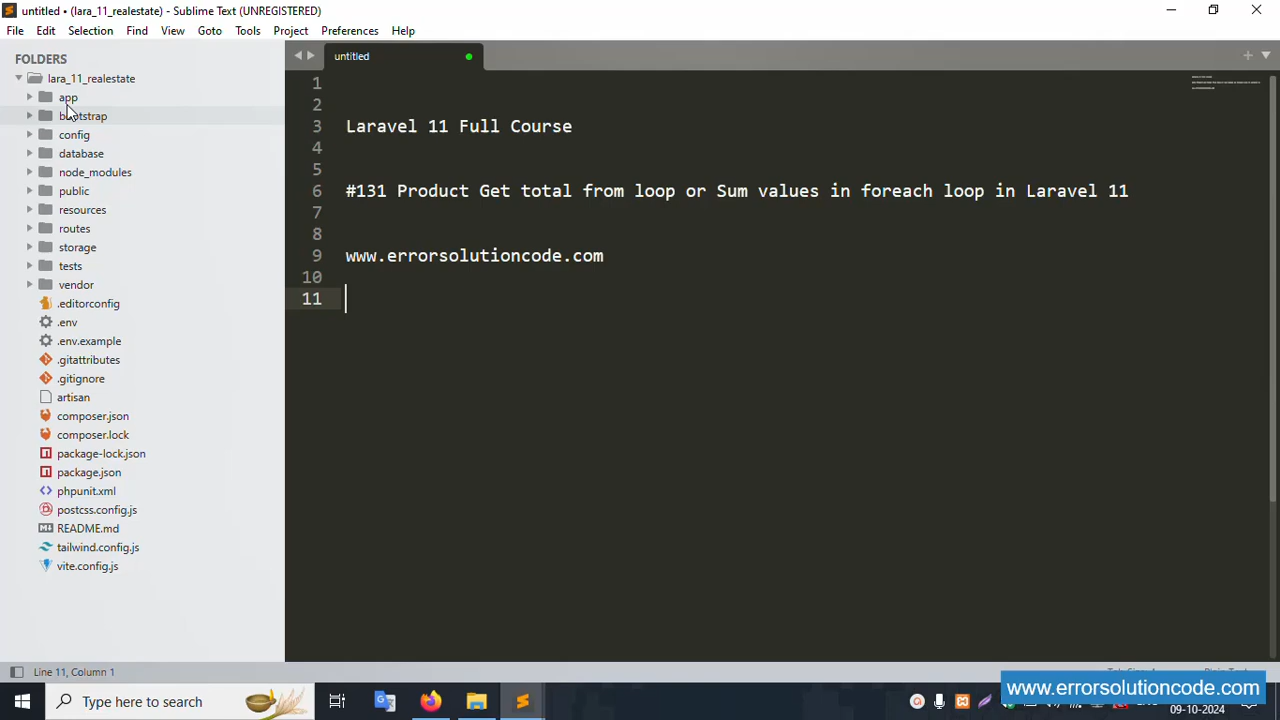 untitled • (lara_11_realestate) - Sublime Text (UNREGISTERED)
File Edit Selection Find View Goto Tools Project Preferences Help
FOLDERS
lara_11_realestate
app
bootstrap
config
database
node_modules
public
resources
routes
storage
tests
vendor
.editorconfig
.env
.env.example
.gitattributes
.gitignore
artisan
composer.json
composer.lock
package-lock.json
package.json
phpunit.xml
postcss.config.js
README.md
tailwind.config.js
vite.config.js
untitled
1
2
3 Laravel 11 Full Course
4
5
6 #131 Product Get total from loop or Sum values in foreach loop in Laravel 11
7
8
9 www.errorsolutioncode.com
10
11
Line 11, Column 1
Type here to search
www.errorsolutioncode.com
09-10-2024